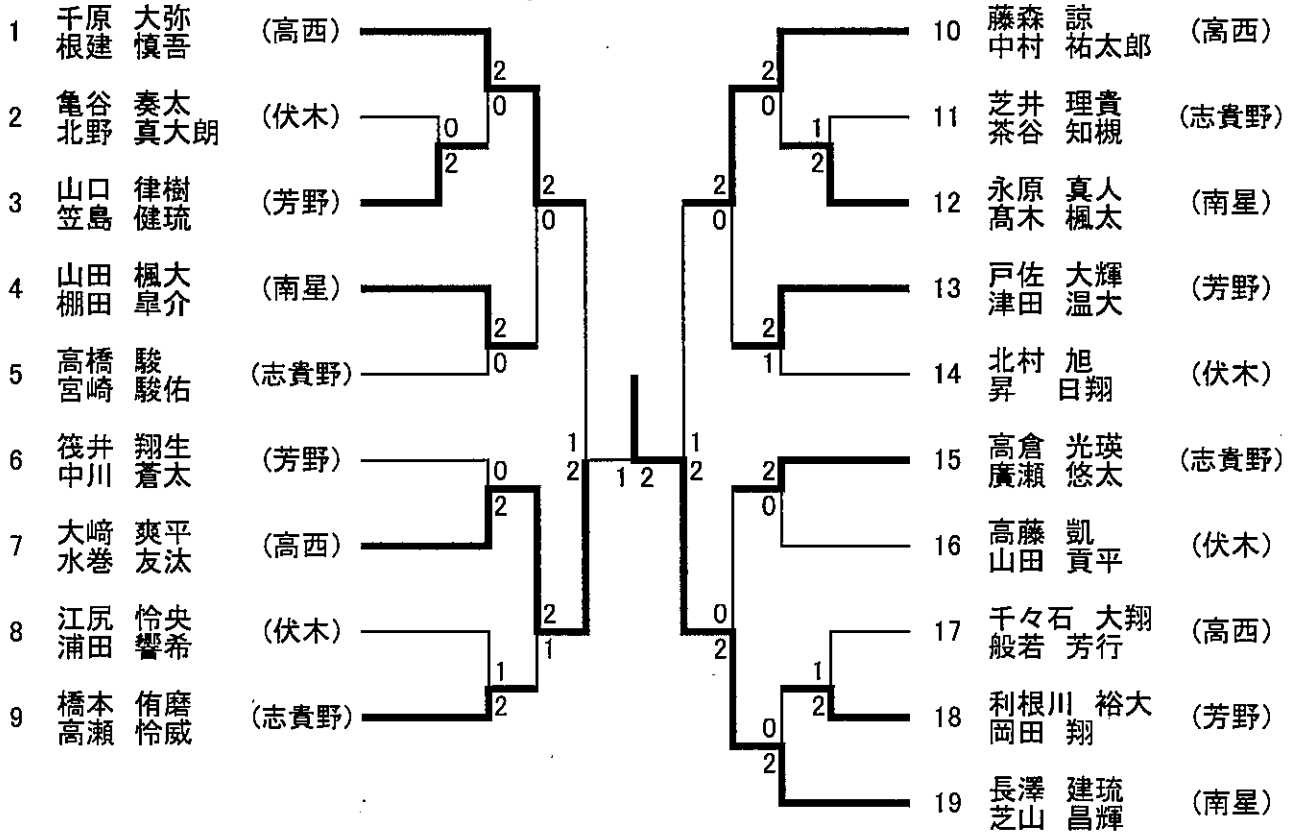 1 千原 大弥 (高西)
根建 慎吾
2 亀谷 奏太 (伏木)
北野 真大朗
3 山口 律樹 (芳野)
笠島 健琉
4 山田 楓大 (南星)
棚田 皐介
5 高橋 駿 (志貴野)
宮崎 駿佑
6 筏井 翔生 (芳野)
中川 蒼太
7 大﨑 爽平 (高西)
水巻 友汰
8 江尻 怜央 (伏木)
浦田 響希
9 橋本 侑磨 (志貴野)
高瀬 怜威
2
0
0
2
2
0
2
0
1
2
0
2
2
1
1
2
1 2
2
0
1
2
2
0
2
1
1
2
2
0
0
2
1
2
0
2
10 藤森 諒 (高西)
中村 祐太郎
11 芝井 理貴 (志貴野)
茶谷 知槻
12 永原 真人 (南星)
髙木 楓太
13 戸佐 大輝 (芳野)
津田 温大
14 北村 旭 (伏木)
昇 日翔
15 高倉 光瑛 (志貴野)
廣瀬 悠太
16 高藤 凱 (伏木)
山田 貢平
17 千々石 大翔 (高西)
般若 芳行
18 利根川 裕大 (芳野)
岡田 翔
19 長澤 建琉 (南星)
芝山 昌輝